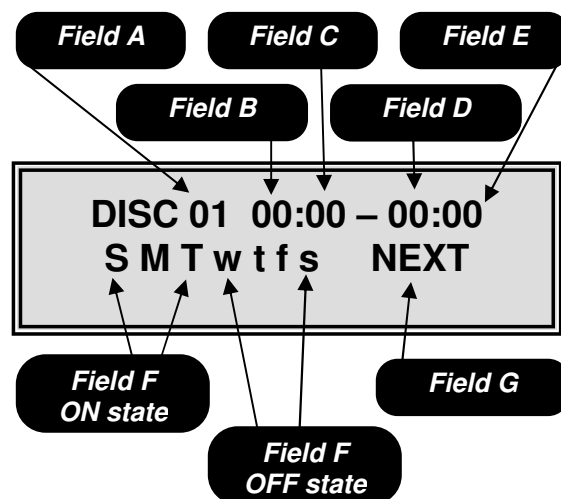 Field A
Field C
Field E
Field B
Field D
DISC 01 00:00 – 00:00
S M T w t f s NEXT
Field F
ON state
Field G
Field F
OFF state